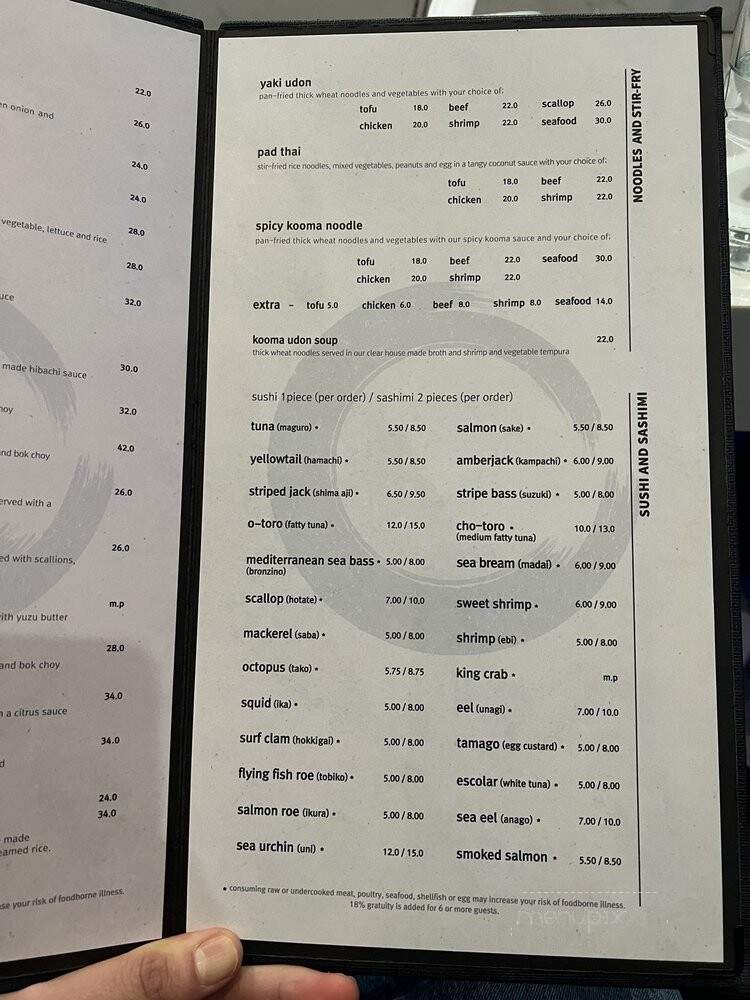 22.0
en onion and
26.0
24.0
24.0
vegetable, lettuce and rice
28.0
28.0
uce
32.0
made hibachi sauce
30.0
hoy
32.0
nd bok choy
42.0
erved with a
26.0
ed with scallions,
26.0
m.p
with yuzu butter
28.0
and bok choy
34.0
n a citrus sauce
34.0
d
24.0
34.0
made
eamed rice.
se your risk of foodborne illness.
yaki udon
pan-fried thick wheat noodles and vegetables with your choice of:
tofu 18.0 beef 22.0 scallop 26.0
chicken 20.0 shrimp 22.0 seafood 30.0
pad thai
stir-fried rice noodles, mixed vegetables, peanuts and egg in a tangy coconut sauce with your choice of:
tofu 18.0 beef 22.0
chicken 20.0 shrimp 22.0
spicy kooma noodle
pan-fried thick wheat noodles and vegetables with our spicy kooma sauce and your choice of:
tofu 18.0 beef 22.0 seafood 30.0
chicken 20.0 shrimp 22.0
extra - tofu 5.0 chicken 6.0 beef 8.0 shrimp 8.0 seafood 14.0
kooma udon soup 22.0
thick wheat noodles served in our clear house made broth and shrimp and vegetable tempura
NOODLES AND STIR-FRY
sushi 1 piece (per order) / sashimi 2 pieces (per order)
tuna (maguro) • 5.50 / 8.50 salmon (sake) • 5.50 / 8.50
yellowtail (hamachi) • 5.50 / 8.50 amberjack (kampachi) • 6.00 / 9.00
striped jack (shima aji) • 6.50 / 9.50 stripe bass (suzuki) • 5.00 / 8.00
o-toro (fatty tuna) • 12.0 / 15.0 cho-toro • 10.0 / 13.0
(medium fatty tuna)
mediterranean sea bass • 5.00 / 8.00 sea bream (madai) • 6.00 / 9.00
(bronzino)
scallop (hotate) • 7.00 / 10.0 sweet shrimp • 6.00 / 9.00
mackerel (saba) • 5.00 / 8.00 shrimp (ebi) • 5.00 / 8.00
octopus (tako) • 5.75 / 8.75 king crab • m.p
squid (ika) • 5.00 / 8.00 eel (unagi) • 7.00 / 10.0
surf clam (hokkigai) • 5.00 / 8.00 tamago (egg custard) • 5.00 / 8.00
flying fish roe (tobiko) • 5.00 / 8.00 escolar (white tuna) • 5.00 / 8.00
salmon roe (ikura) • 5.00 / 8.00 sea eel (anago) • 7.00 / 10.0
sea urchin (uni) • 12.0 / 15.0 smoked salmon • 5.50 / 8.50
SUSHI AND SASHIMI
• consuming raw or undercooked meat, poultry, seafood, shellfish or egg may increase your risk of foodborne illness.
18% gratuity is added for 6 or more guests.